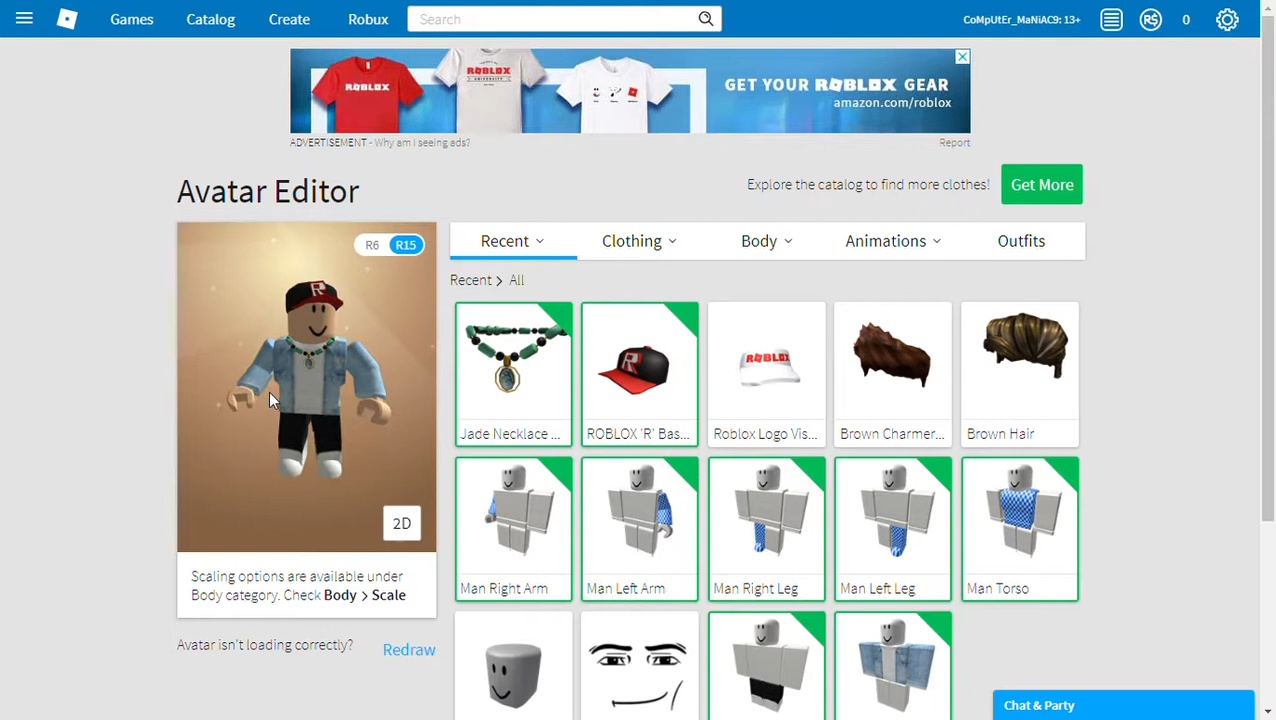 Games Catalog Create Robux Search CoMpUtEr_MaNiAC9: 13+ R$ 0
ROBLOX
ROBLOX
UNIVERSITY
GET YOUR ROBLOX GEAR
amazon.com/roblox
ADVERTISEMENT - Why am I seeing ads? Report
Avatar Editor
Explore the catalog to find more clothes! Get More
R6 R15
Recent Clothing Body Animations Outfits
Recent > All
R
R
ROBLOX
Jade Necklace ... ROBLOX 'R' Bas... Roblox Logo Vis... Brown Charmer... Brown Hair
2D
Scaling options are available under
Body category. Check Body > Scale
Man Right Arm Man Left Arm Man Right Leg Man Left Leg Man Torso
Avatar isn't loading correctly? Redraw
Chat & Party